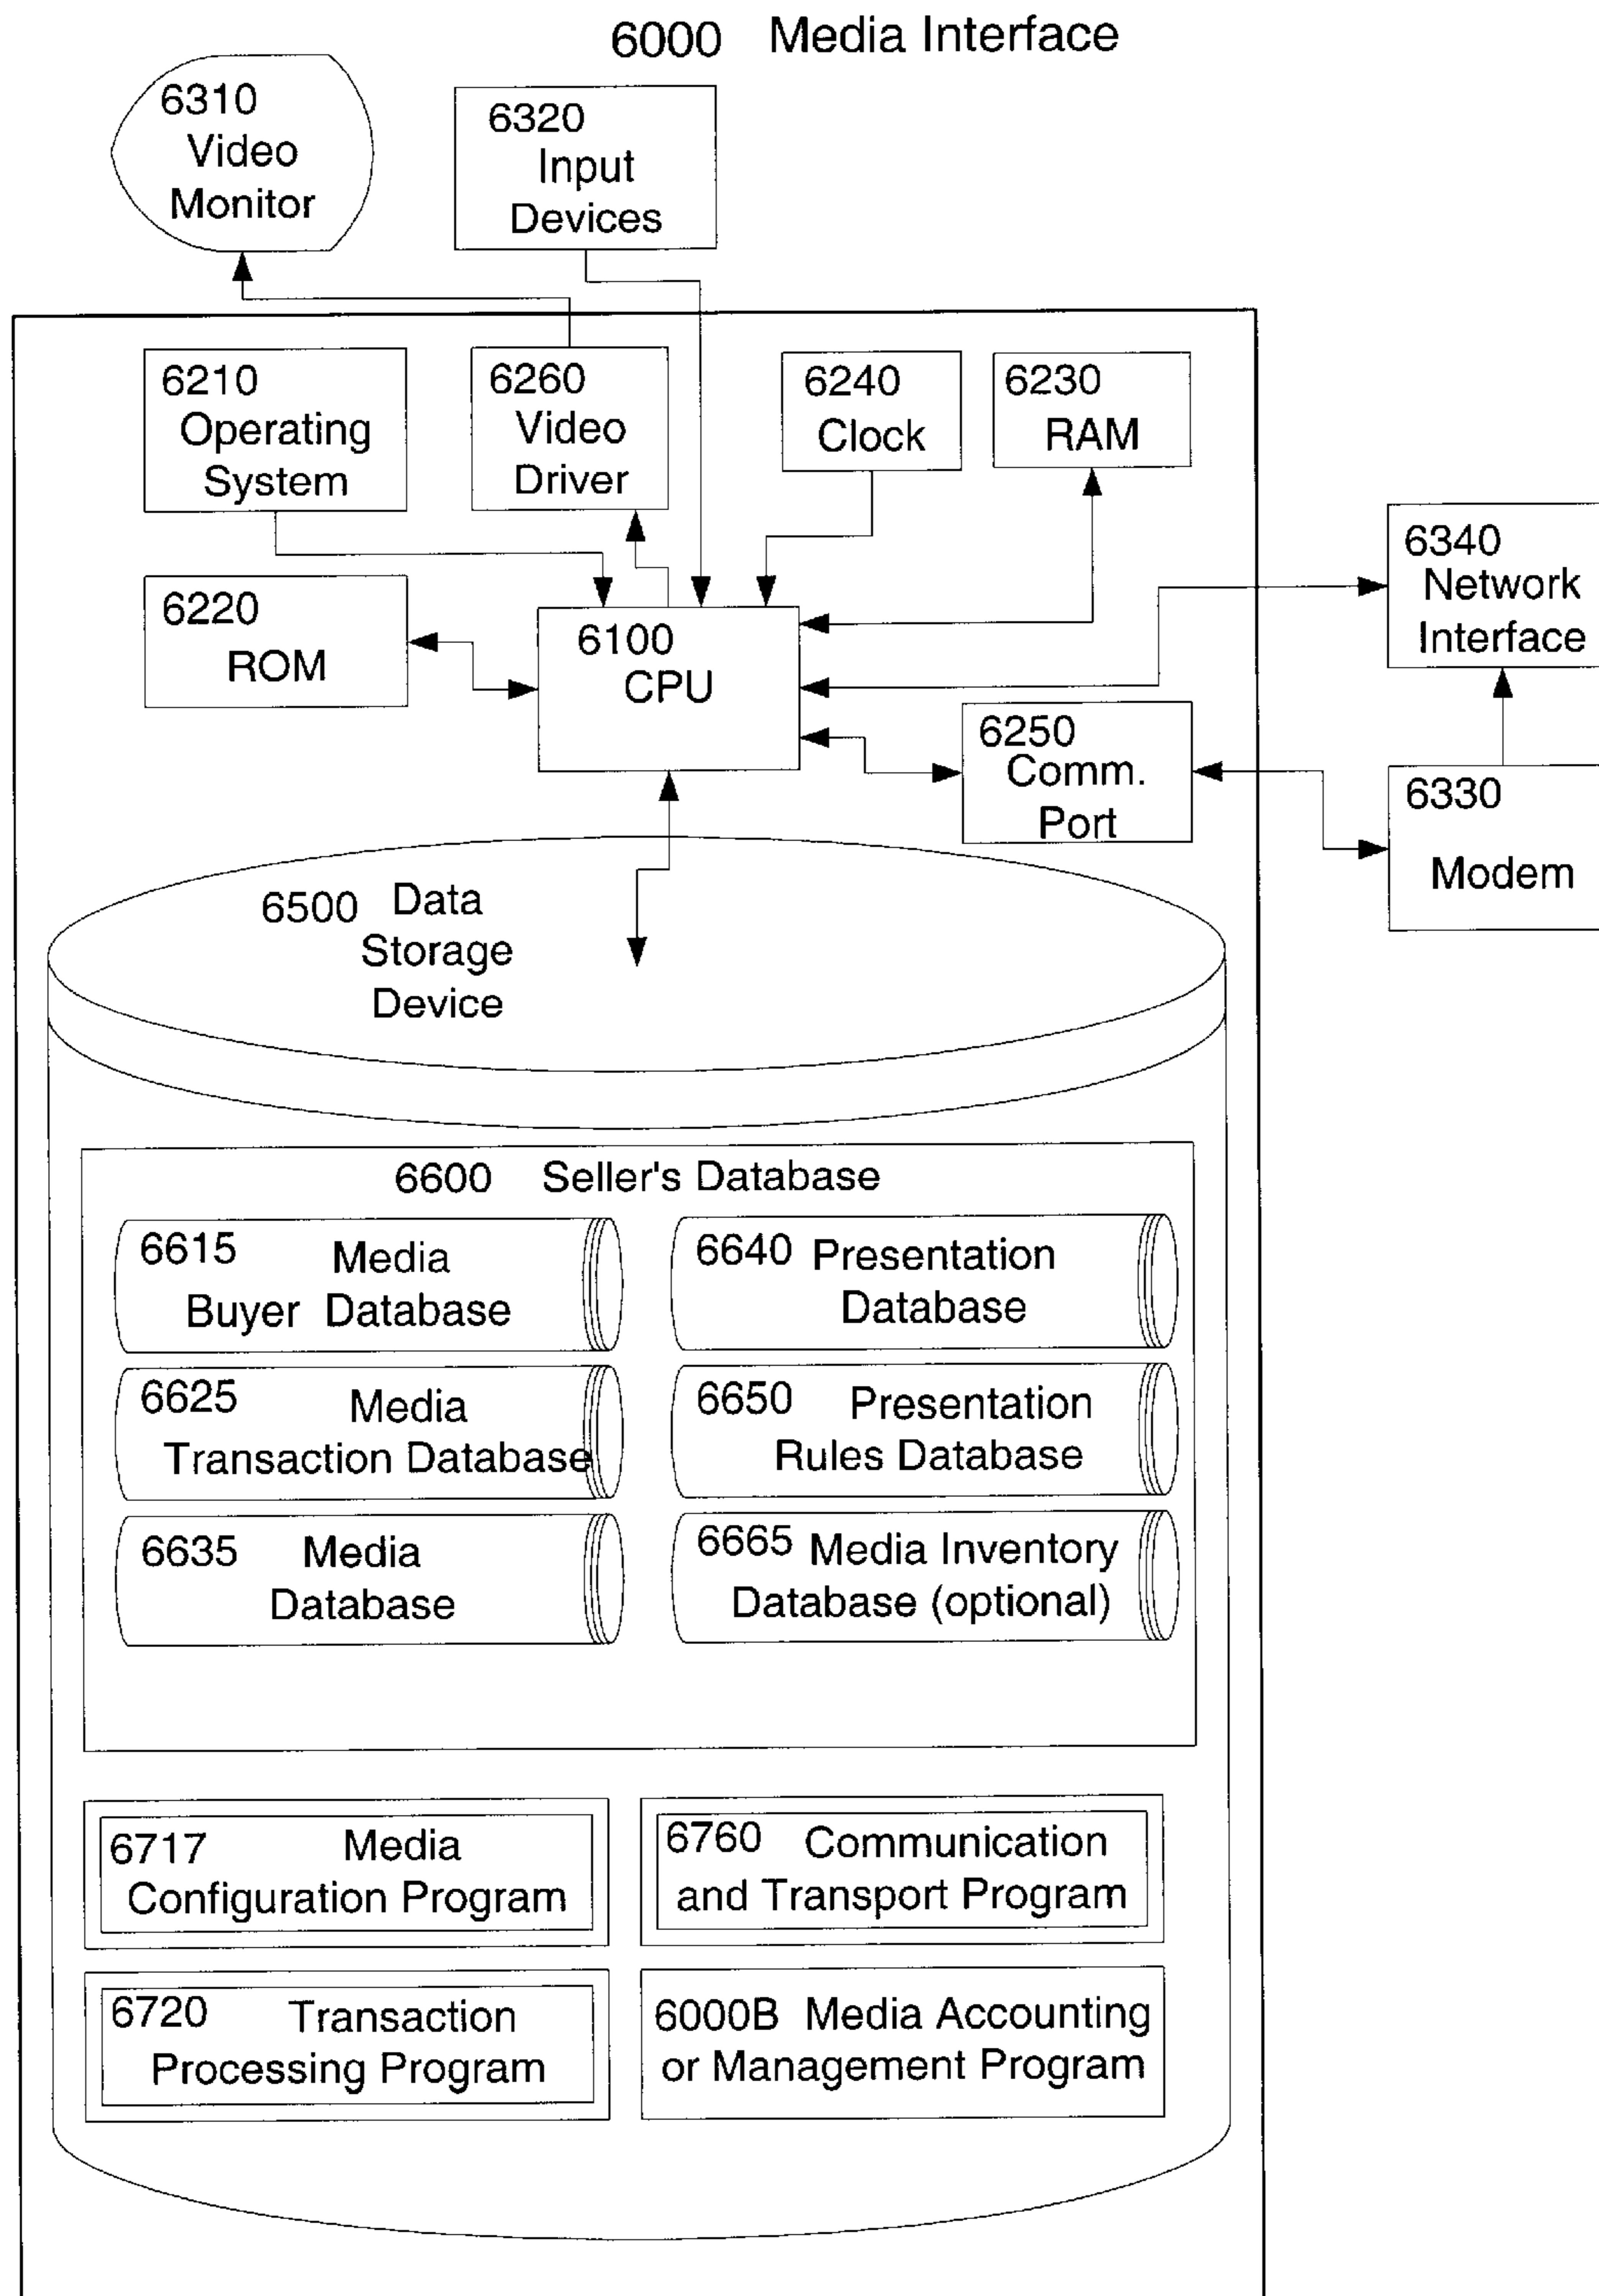 6000 Media Interface
6310
Video
Monitor
6320
Input
Devices
6210
Operating
System
6260
Video
Driver
6240
Clock
6230
RAM
6340
Network
Interface
6220
ROM
6100
CPU
6250
Comm.
Port
6330
Modem
6500 Data
Storage
Device
6600 Seller's Database
6615 Media
Buyer Database
6640 Presentation
Database
6625 Media
Transaction Database
6650 Presentation
Rules Database
6635 Media
Database
6665 Media Inventory
Database (optional)
6717 Media
Configuration Program
6760 Communication
and Transport Program
6720 Transaction
Processing Program
6000B Media Accounting
or Management Program